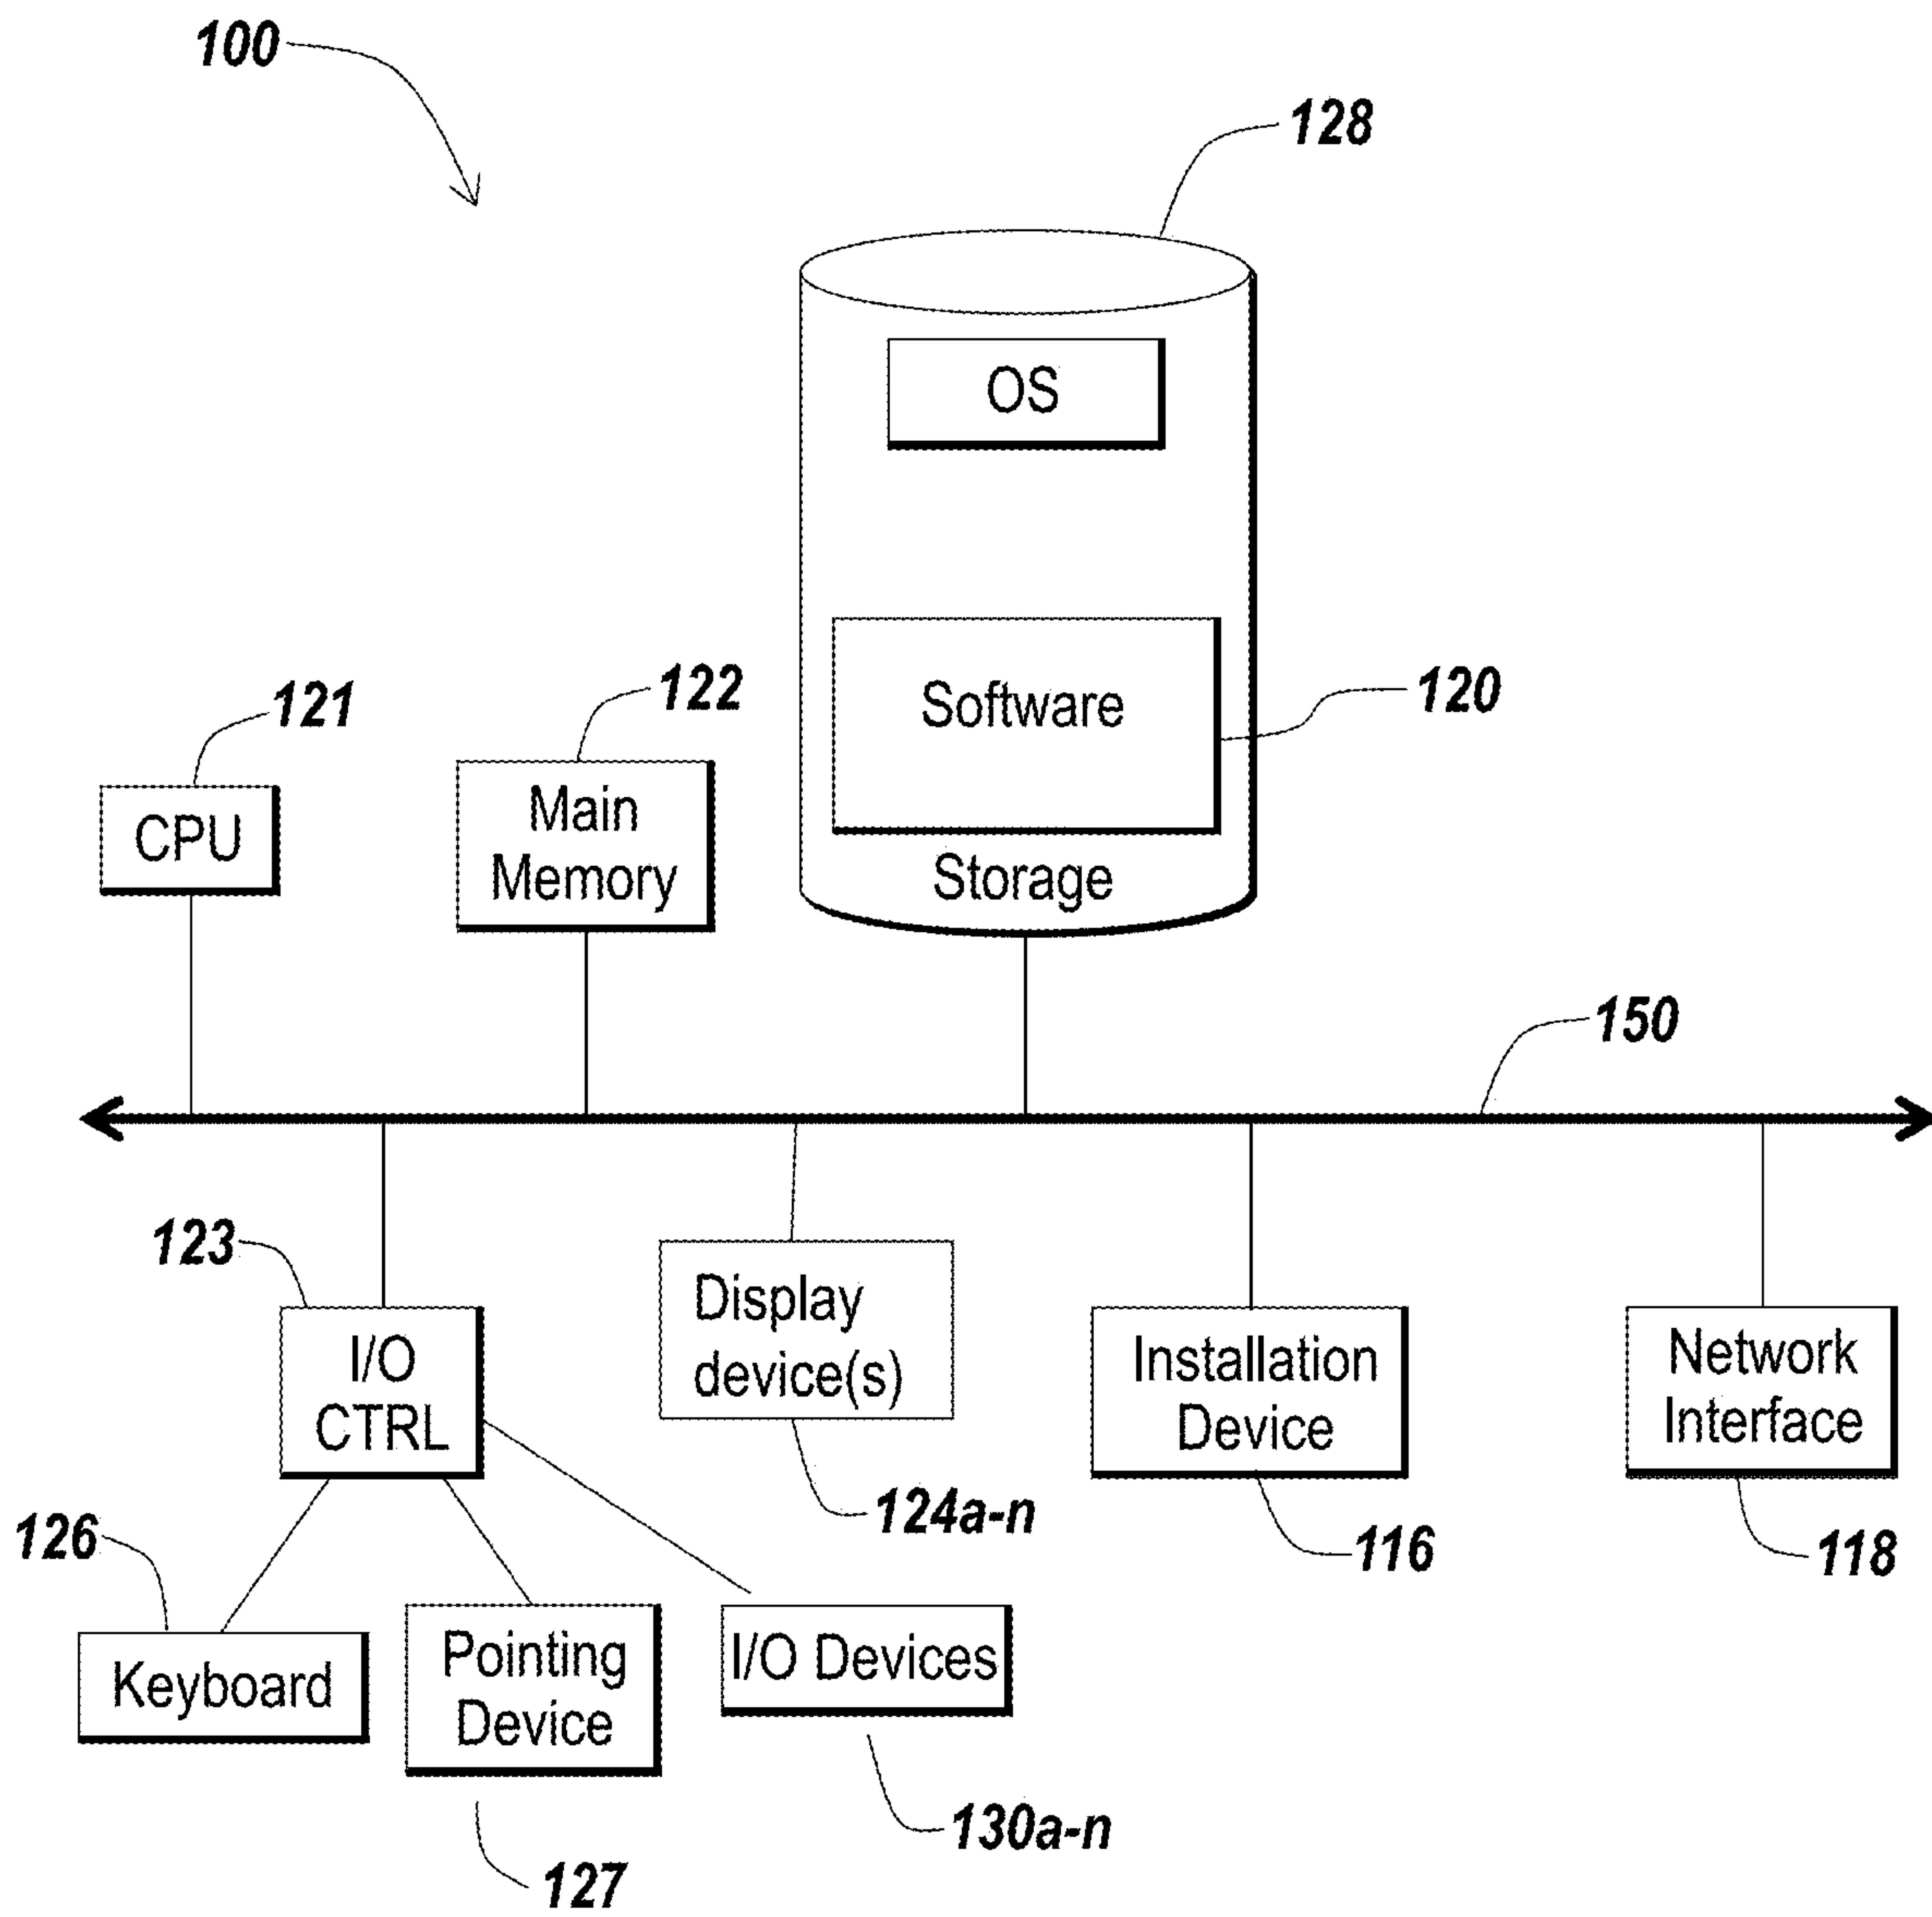 100
128
OS
Software
120
Storage
121
CPU
122
Main
Memory
150
123
I/O
CTRL
Display
device(s)
124a-n
Installation
Device
116
Network
Interface
118
126
Keyboard
Pointing
Device
127
I/O Devices
130a-n